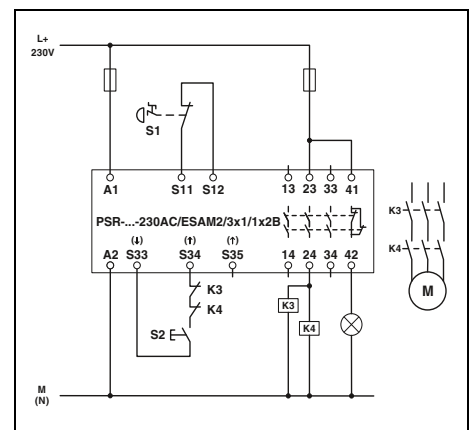 L+
230V
S1
A1 S11 S12 13 23 33 41
PSR-...-230AC/ESAM2/3x1/1x2B
(↓) (↑) (↑)
A2 S33 S34 S35 14 24 34 42
K3
K4
S2
K3
K4
K3
K4
M
M
(N)